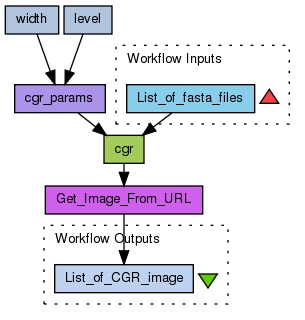 width
level
Workflow Inputs
cgr_params
List_of_fasta_files
cgr
Get_Image_From_URL
Workflow Outputs
List_of_CGR_image